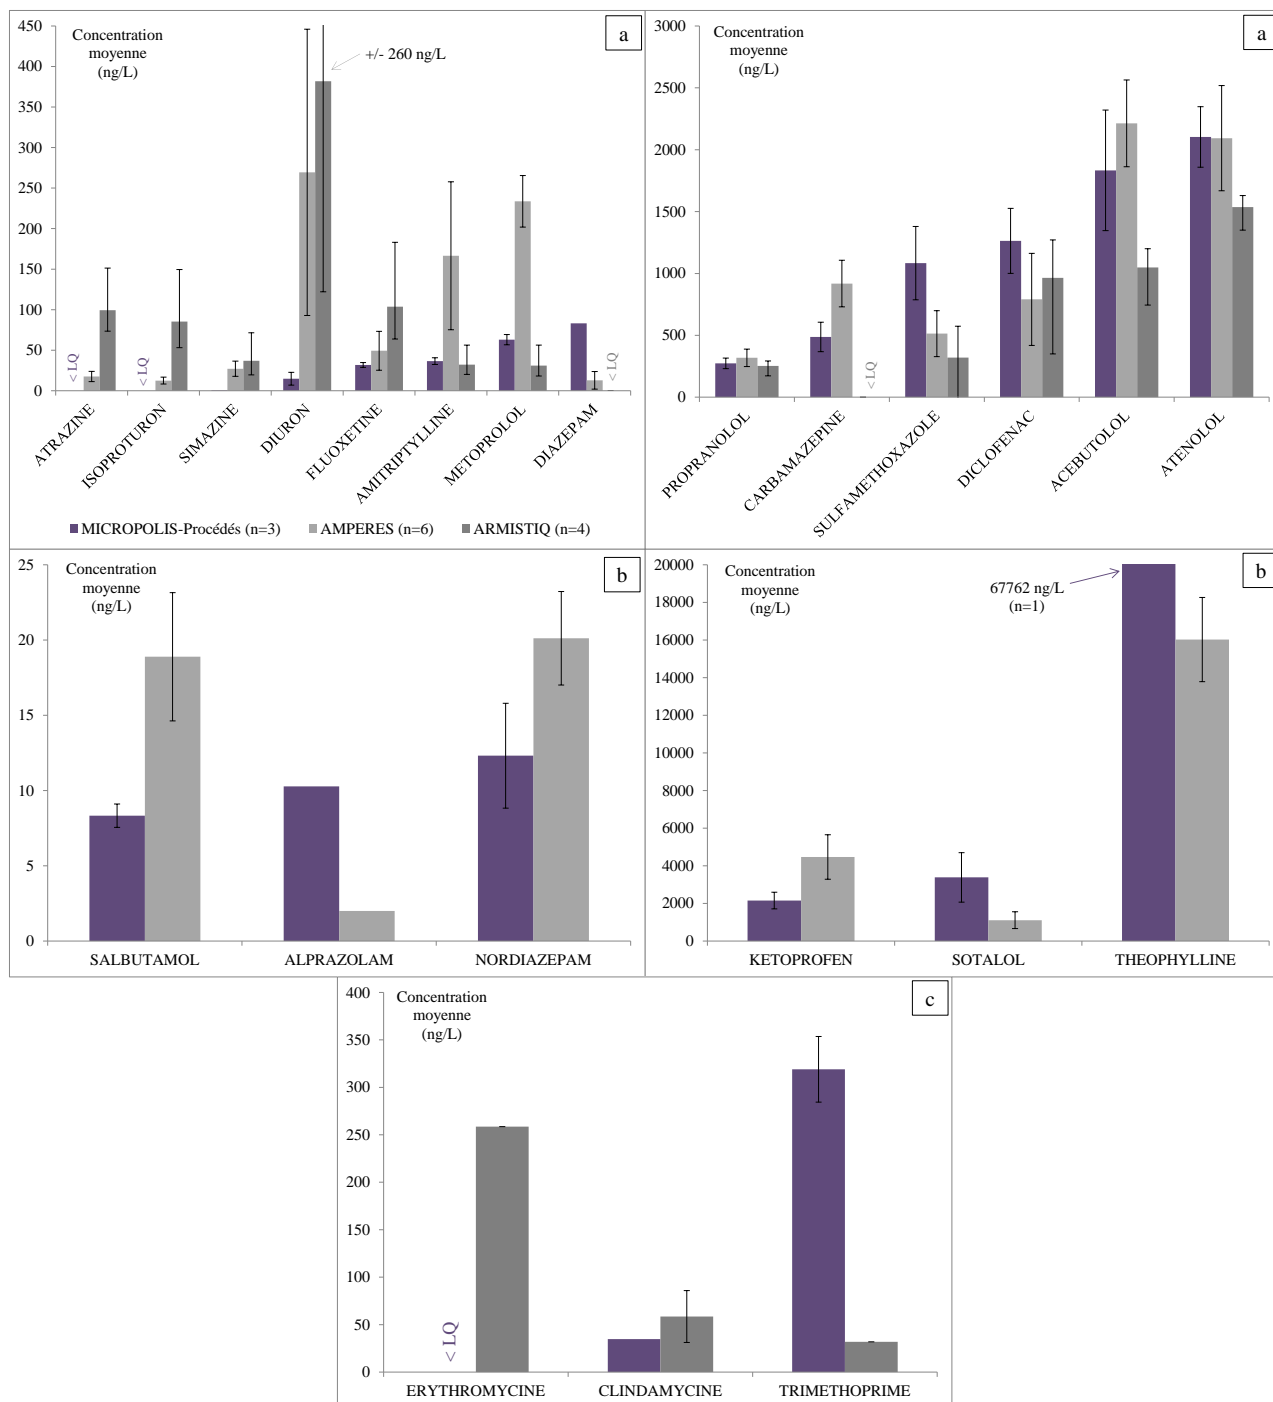 Concentration
moyenne
(ng/L)
a
+/- 260 ng/L
450
400
350
300
250
200
150
100
50
0
< LQ
< LQ
< LQ
ATRAZINE
ISOPROTURON
SIMAZINE
DIURON
FLUOXETINE
AMITRIPTYLLINE
METOPROLOL
DIAZEPAM
MICROPOLIS-Procédés (n=3)
AMPERES (n=6)
ARMISTIQ (n=4)
Concentration
moyenne
(ng/L)
a
3000
2500
2000
1500
1000
500
0
< LQ
PROPRANOLOL
CARBAMAZEPINE
SULFAMETHOXAZOLE
DICLOFENAC
ACEBUTOLOL
ATENOLOL
Concentration
moyenne
(ng/L)
b
25
20
15
10
5
0
SALBUTAMOL
ALPRAZOLAM
NORDIAZEPAM
Concentration
moyenne
(ng/L)
b
67762 ng/L
(n=1)
20000
18000
16000
14000
12000
10000
8000
6000
4000
2000
0
KETOPROFEN
SOTALOL
THEOPHYLLINE
Concentration
moyenne
(ng/L)
c
400
350
300
250
200
150
100
50
0
< LQ
ERYTHROMYCINE
CLINDAMYCINE
TRIMETHOPRIME